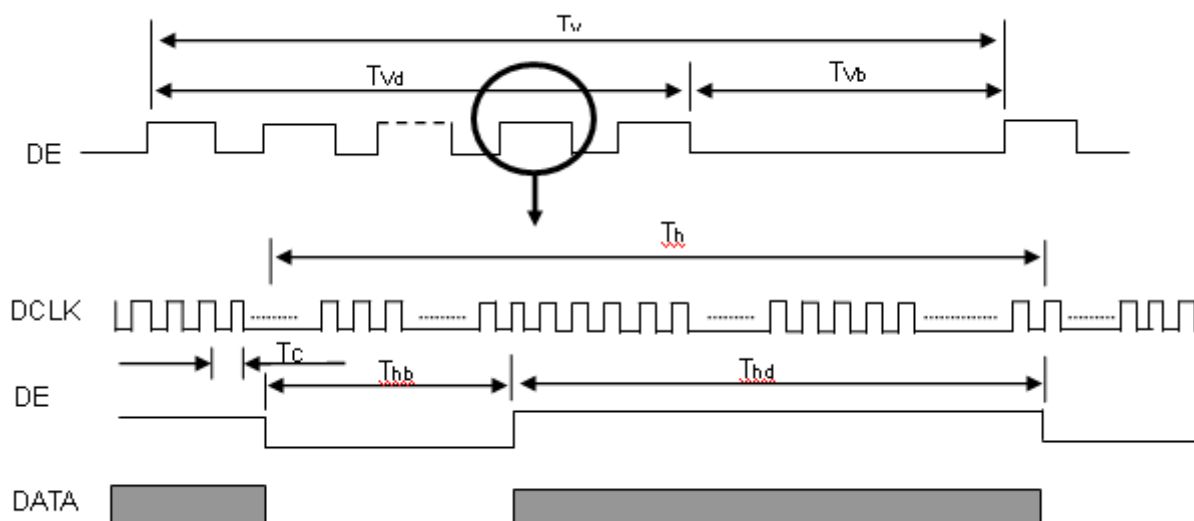 Tv
Tvd
Tvb
DE
Th
DCLK
Tc
Thb
Thd
DE
DATA